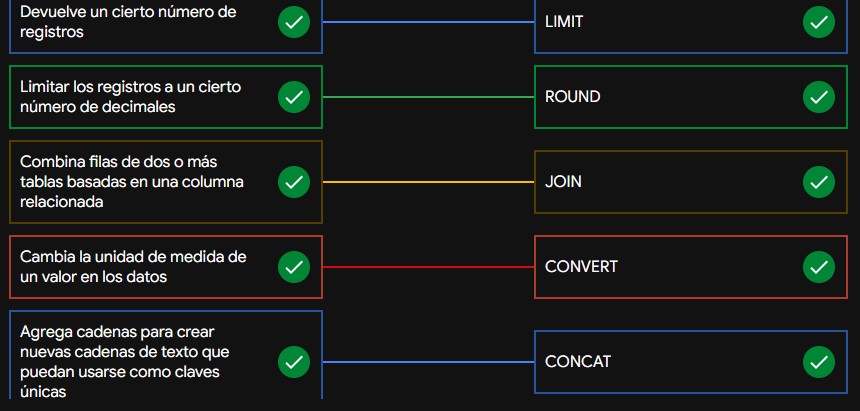 Devuelve un cierto número de
registros
LIMIT
Limitar los registros a un cierto
número de decimales
ROUND
Combina filas de dos o más
tablas basadas en una columna
relacionada
JOIN
Cambia la unidad de medida de
un valor en los datos
CONVERT
Agrega cadenas para crear
nuevas cadenas de texto que
puedan usarse como claves
únicas
CONCAT